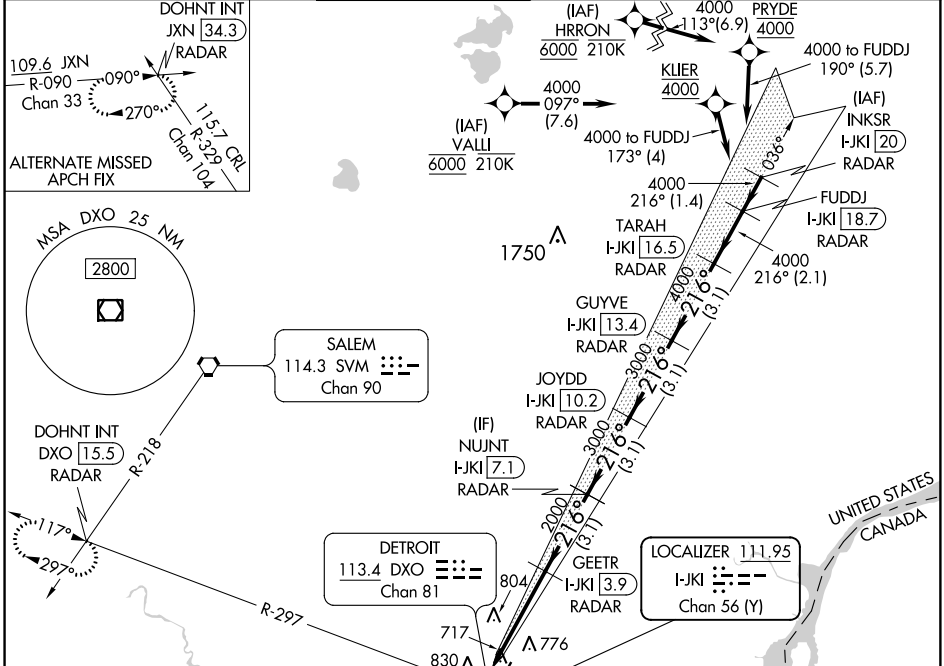 DOHNT INT
JXN 34.3
RADAR
109.6 JXN
R-090
Chan 33
090°
270°
115.7 CRL
R-329
Chan 104
ALTERNATE MISSED
APCH FIX
(IAF)
HRRON
6000 210K
4000
113°(6.9)
PRYDE
4000
4000 to FUDDJ
190° (5.7)
KLIER
4000
4000 to FUDDJ
173° (4)
4000
097°
(7.6)
(IAF)
VALLI
6000 210K
(IAF)
INKSR
I-JKI 20
RADAR
036°
4000
216° (1.4)
FUDDJ
I-JKI 18.7
RADAR
4000
216° (2.1)
TARAH
I-JKI 16.5
RADAR
1750
4000
216°
(3.1)
GUYVE
I-JKI 13.4
RADAR
3000
216°
(3.1)
JOYDD
I-JKI 10.2
RADAR
3000
216°
(3.1)
(IF)
NUJNT
I-JKI 7.1
RADAR
2000
216°
(3.1)
GEETR
I-JKI 3.9
RADAR
MSA DXO 25 NM
2800
SALEM
114.3 SVM
Chan 90
R-218
DOHNT INT
DXO 15.5
RADAR
117°
297°
R-297
DETROIT
113.4 DXO
Chan 81
804
717
776
830
LOCALIZER 111.95
I-JKI
Chan 56 (Y)
UNITED STATES
CANADA